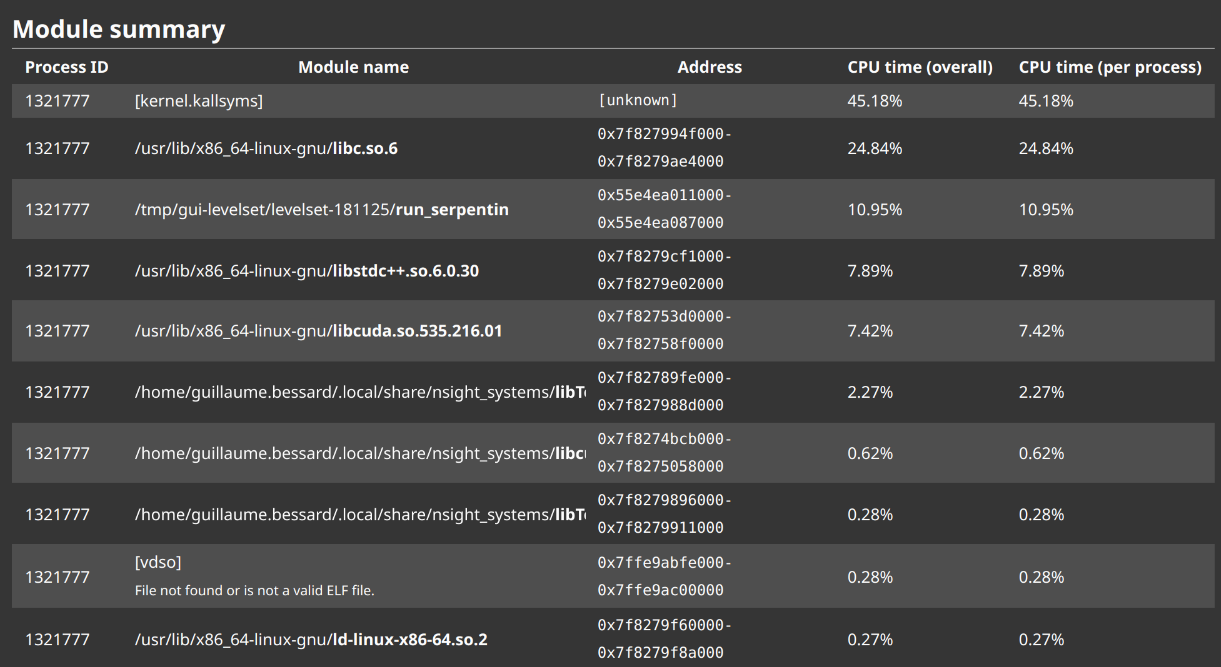 Module summary
Process ID Module name Address CPU time (overall) CPU time (per process)
1321777 [kernel.kallsyms] [unknown] 45.18% 45.18%
1321777 /usr/lib/x86_64-linux-gnu/libc.so.6 0x7f827994f000-
0x7f8279ae4000 24.84% 24.84%
1321777 /tmp/gui-levelset/levelset-181125/run_serpentin 0x55e4ea011000-
0x55e4ea087000 10.95% 10.95%
1321777 /usr/lib/x86_64-linux-gnu/libstdc++.so.6.0.30 0x7f8279cf1000-
0x7f8279e02000 7.89% 7.89%
1321777 /usr/lib/x86_64-linux-gnu/libcuda.so.535.216.01 0x7f82753d0000-
0x7f82758f0000 7.42% 7.42%
1321777 /home/guillaume.bessard/.local/share/nsight_systems/libT 0x7f82789fe000-
0x7f827988d000 2.27% 2.27%
1321777 /home/guillaume.bessard/.local/share/nsight_systems/libc 0x7f8274bcb000-
0x7f8275058000 0.62% 0.62%
1321777 /home/guillaume.bessard/.local/share/nsight_systems/libT 0x7f8279896000-
0x7f8279911000 0.28% 0.28%
1321777 [vdso] 0x7ffe9abfe000-
File not found or is not a valid ELF file. 0x7ffe9ac00000 0.28% 0.28%
1321777 /usr/lib/x86_64-linux-gnu/ld-linux-x86-64.so.2 0x7f8279f60000-
0x7f8279f8a000 0.27% 0.27%